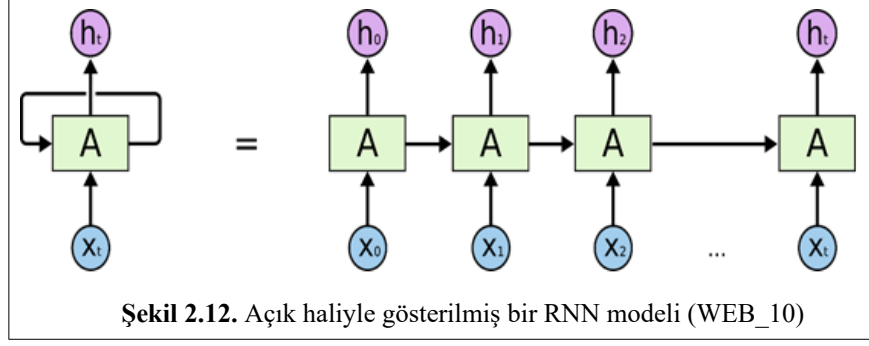 hₜ h₀ h₁ h₂ hₜ
A = A A A A
Xₜ X₀ X₁ X₂ ... Xₜ
Şekil 2.12. Açık haliyle gösterilmiş bir RNN modeli (WEB_10)